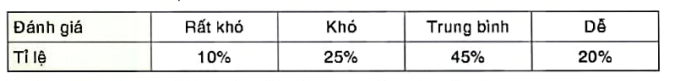 Đánh giá Rất khó Khó Trung bình Dễ
Tỉ lệ 10% 25% 45% 20%